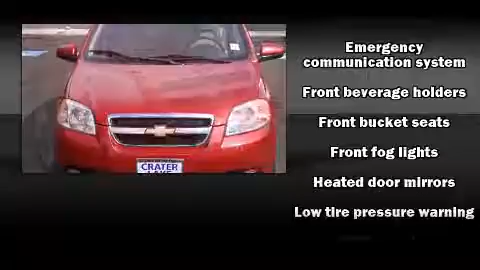 Emergency
communication system
Front beverage holders
Front bucket seats
Front fog lights
Heated door mirrors
Low tire pressure warning
CRATER
LAKE